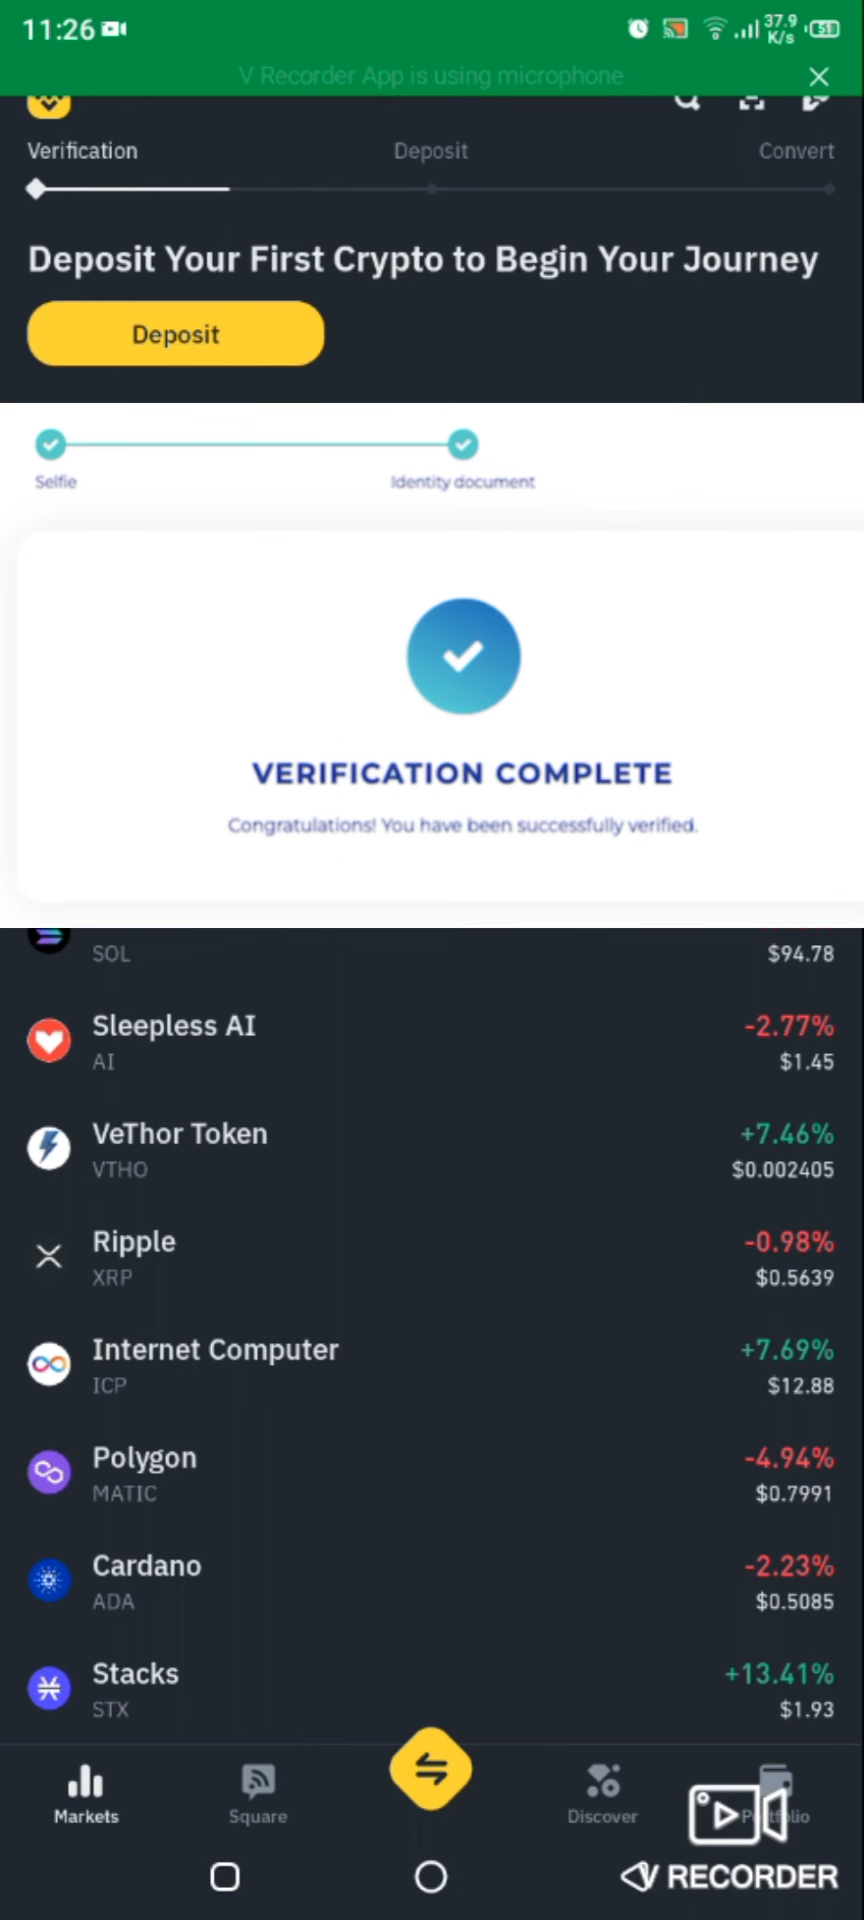 11:26
37.9
K/s
51
V Recorder App is using microphone
Verification Deposit Convert
Deposit Your First Crypto to Begin Your Journey
Deposit
Selfie Identity document
VERIFICATION COMPLETE
Congratulations! You have been successfully verified.
SOL $94.78
Sleepless AI -2.77%
AI $1.45
VeThor Token +7.46%
VTHO $0.002405
Ripple -0.98%
XRP $0.5639
Internet Computer +7.69%
ICP $12.88
Polygon -4.94%
MATIC $0.7991
Cardano -2.23%
ADA $0.5085
Stacks +13.41%
STX $1.93
Markets Square Discover Portfolio
V RECORDER